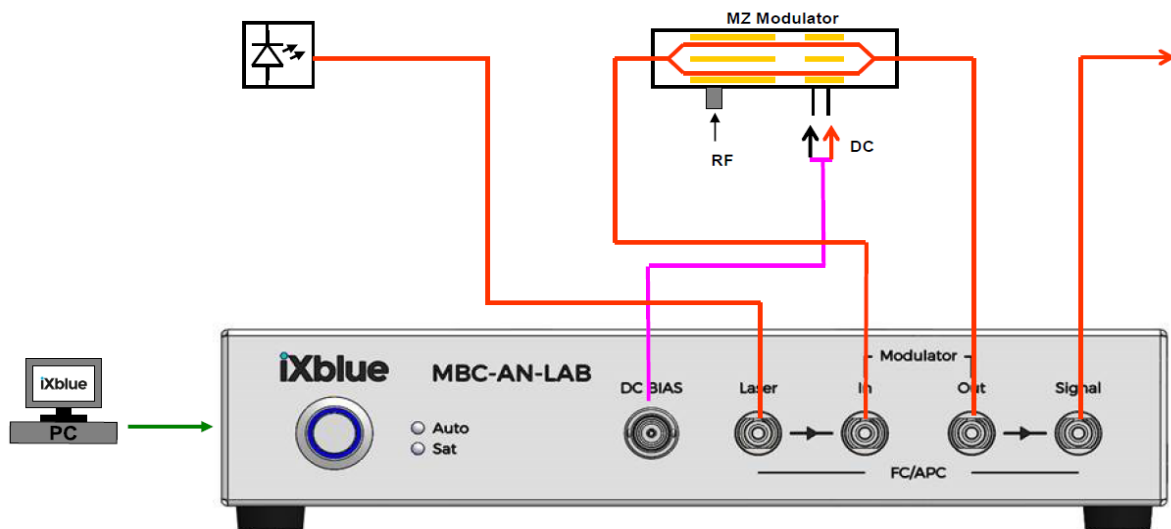 MZ Modulator
RF
DC
iXblue
PC
iXblue
MBC-AN-LAB
Auto
Sat
DC BIAS
Modulator
Laser
In
Out
Signal
FC/APC